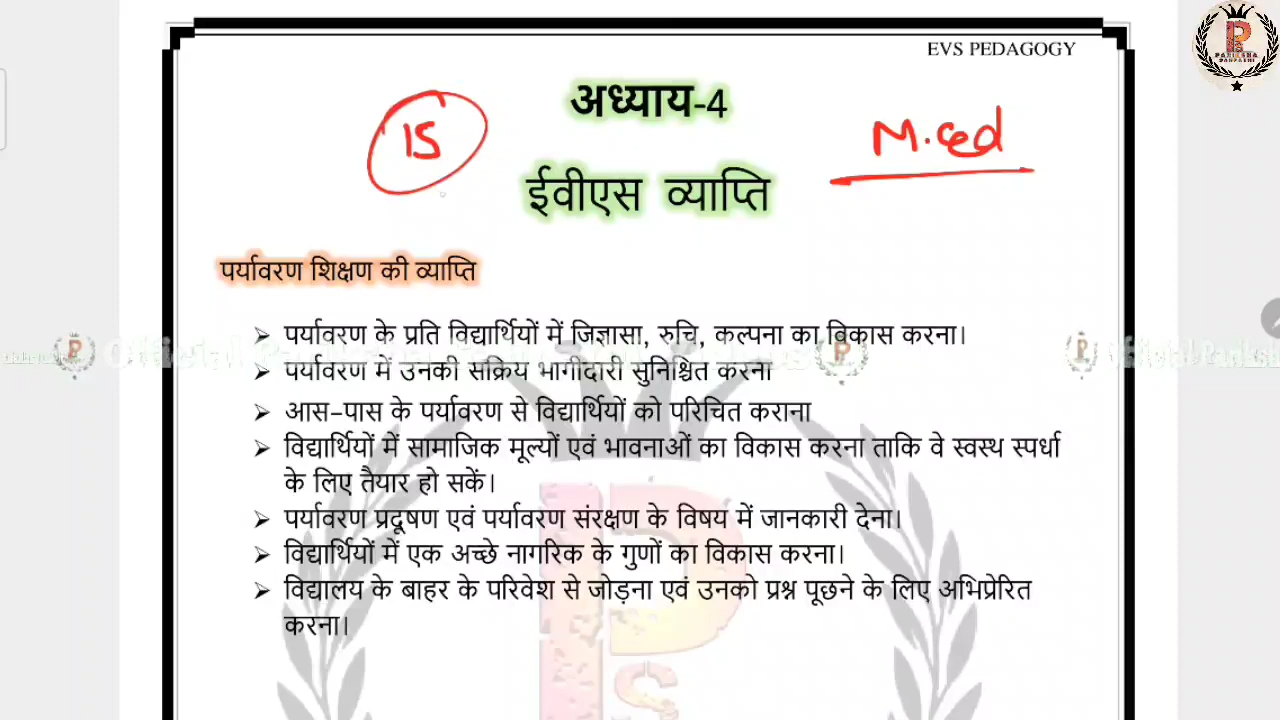 EVS PEDAGOGY
अध्याय-4
15
M.ed
ईवीएस व्याप्ति
पर्यावरण शिक्षण की व्याप्ति
➢ पर्यावरण के प्रति विद्यार्थियों में जिज्ञासा, रुचि, कल्पना का विकास करना।
➢ पर्यावरण में उनकी सक्रिय भागीदारी सुनिश्चित करना
➢ आस-पास के पर्यावरण से विद्यार्थियों को परिचित कराना
➢ विद्यार्थियों में सामाजिक मूल्यों एवं भावनाओं का विकास करना ताकि वे स्वस्थ स्पर्धा
के लिए तैयार हो सकें।
➢ पर्यावरण प्रदूषण एवं पर्यावरण संरक्षण के विषय में जानकारी देना।
➢ विद्यार्थियों में एक अच्छे नागरिक के गुणों का विकास करना।
➢ विद्यालय के बाहर के परिवेश से जोड़ना एवं उनको प्रश्न पूछने के लिए अभिप्रेरित
करना।